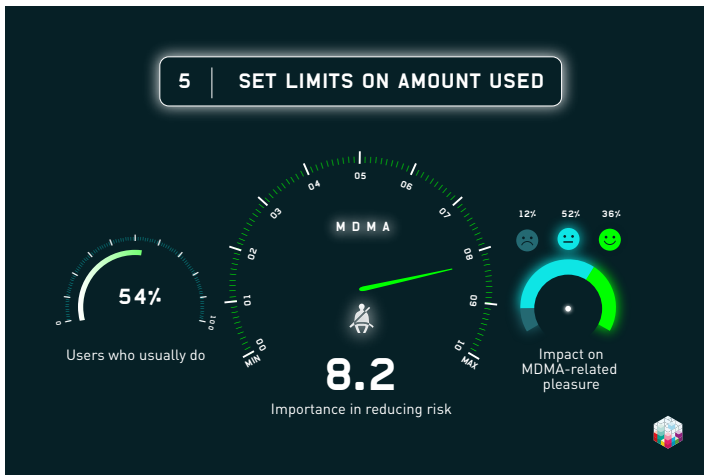 5 | SET LIMITS ON AMOUNT USED
54%
0
100
Users who usually do
MDMA
00
01
02
03
04
05
06
07
08
09
10
MIN
MAX
8.2
Importance in reducing risk
12% 52% 36%
Impact on
MDMA-related
pleasure